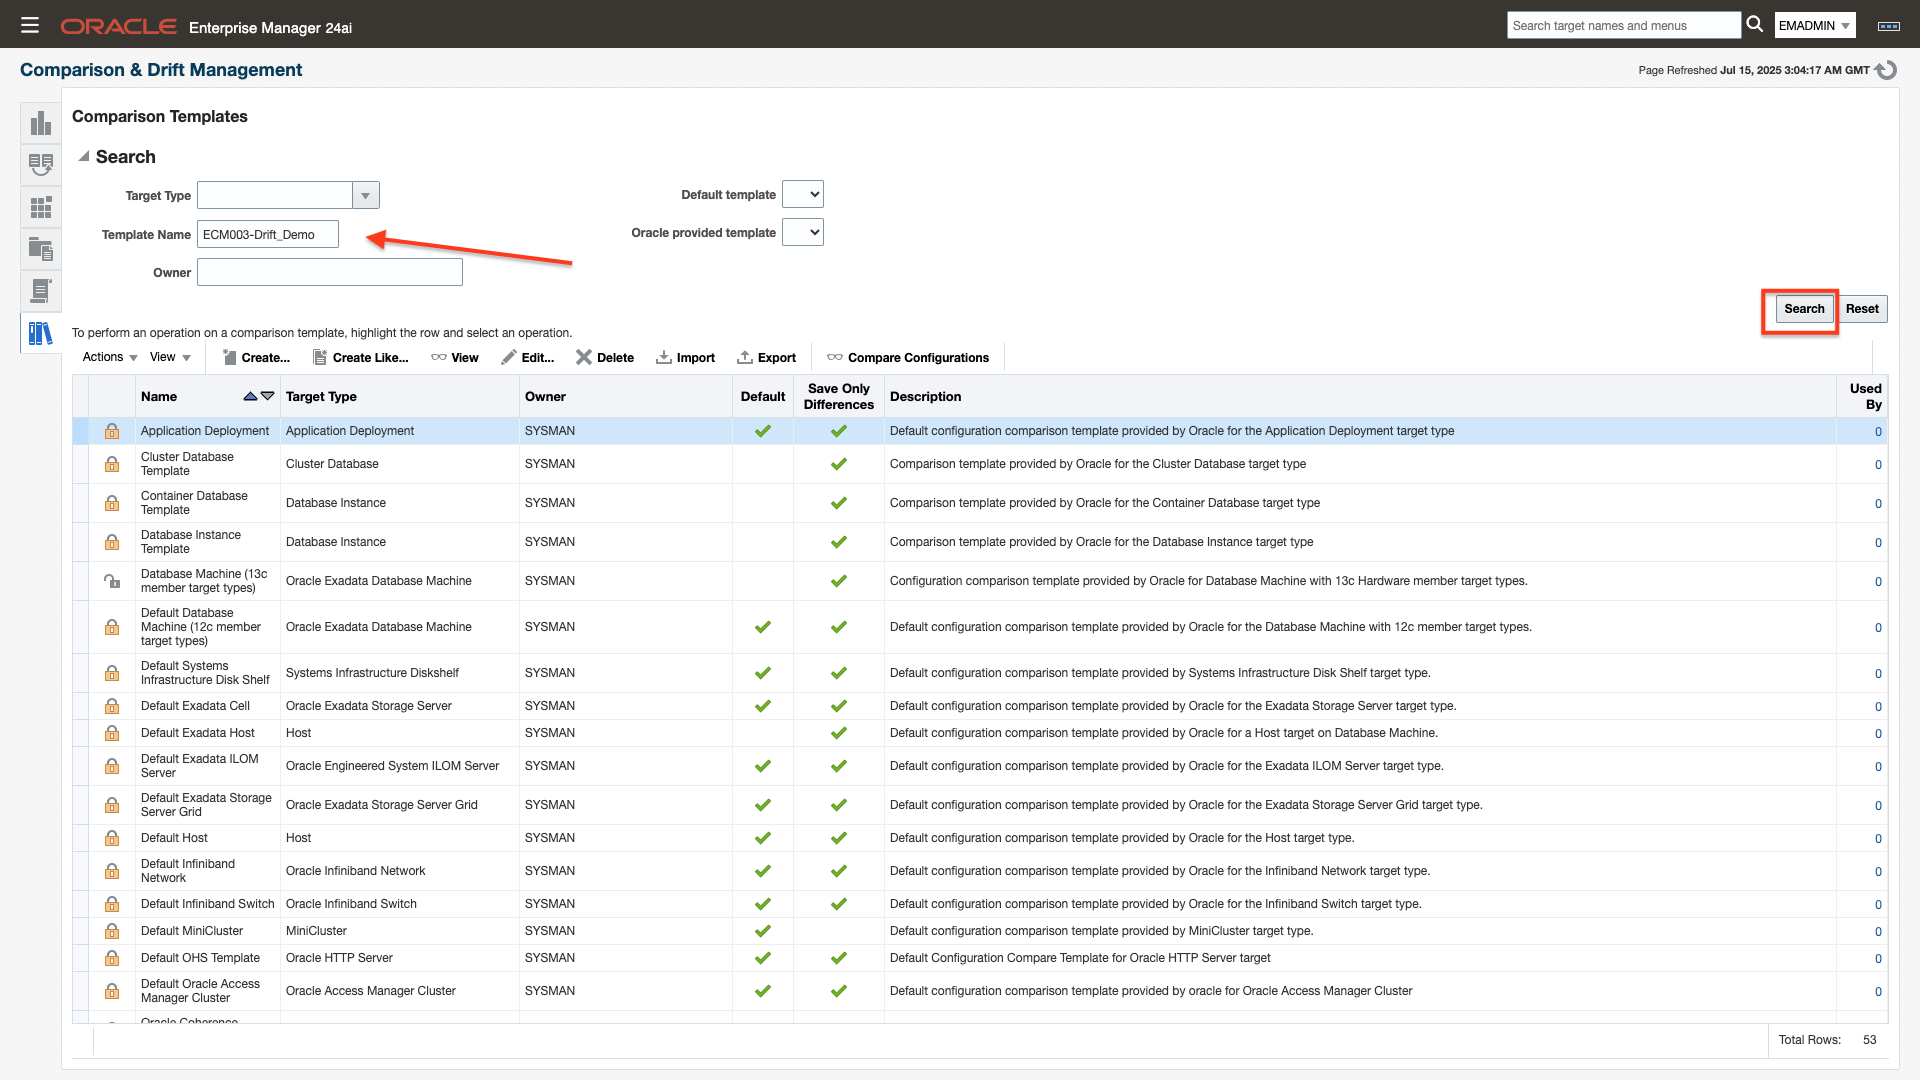 ORACLE Enterprise Manager 24ai
Search target names and menus
EMADMIN
Comparison & Drift Management
Page Refreshed Jul 15, 2025 3:04:17 AM GMT
Comparison Templates
Search
Target Type
Default template
Template Name ECM003-Drift_Demo
Oracle provided template
Owner
Search Reset
To perform an operation on a comparison template, highlight the row and select an operation.
Actions View Create... Create Like... View Edit... Delete Import Export Compare Configurations
Name Target Type Owner Default Save Only Differences Description Used By
Application Deployment Application Deployment SYSMAN Default configuration comparison template provided by Oracle for the Application Deployment target type 0
Cluster Database Template Cluster Database SYSMAN Comparison template provided by Oracle for the Cluster Database target type 0
Container Database Template Database Instance SYSMAN Comparison template provided by Oracle for the Container Database target type 0
Database Instance Template Database Instance SYSMAN Comparison template provided by Oracle for the Database Instance target type 0
Database Machine (13c member target types) Oracle Exadata Database Machine SYSMAN Configuration comparison template provided by Oracle for Database Machine with 13c Hardware member target types. 0
Default Database Machine (12c member target types) Oracle Exadata Database Machine SYSMAN Default configuration comparison template provided by Oracle for the Database Machine with 12c member target types. 0
Default Systems Infrastructure Disk Shelf Systems Infrastructure Diskshelf SYSMAN Default configuration comparison template provided by Systems Infrastructure Disk Shelf target type. 0
Default Exadata Cell Oracle Exadata Storage Server SYSMAN Default configuration comparison template provided by Oracle for the Exadata Storage Server target type. 0
Default Exadata Host Host SYSMAN Default configuration comparison template provided by Oracle for a Host target on Database Machine. 0
Default Exadata ILOM Server Oracle Engineered System ILOM Server SYSMAN Default configuration comparison template provided by Oracle for the Exadata ILOM Server target type. 0
Default Exadata Storage Server Grid Oracle Exadata Storage Server Grid SYSMAN Default configuration comparison template provided by Oracle for the Exadata Storage Server Grid target type. 0
Default Host Host SYSMAN Default configuration comparison template provided by Oracle for the Host target type. 0
Default Infiniband Network Oracle Infiniband Network SYSMAN Default configuration comparison template provided by Oracle for the Infiniband Network target type. 0
Default Infiniband Switch Oracle Infiniband Switch SYSMAN Default configuration comparison template provided by Oracle for the Infiniband Switch target type. 0
Default MiniCluster MiniCluster SYSMAN Default configuration comparison template provided by MiniCluster target type. 0
Default OHS Template Oracle HTTP Server SYSMAN Default Configuration Compare Template for Oracle HTTP Server target 0
Default Oracle Access Manager Cluster Oracle Access Manager Cluster SYSMAN Default configuration comparison template provided by oracle for Oracle Access Manager Cluster 0
Oracle Coherence
Total Rows: 53